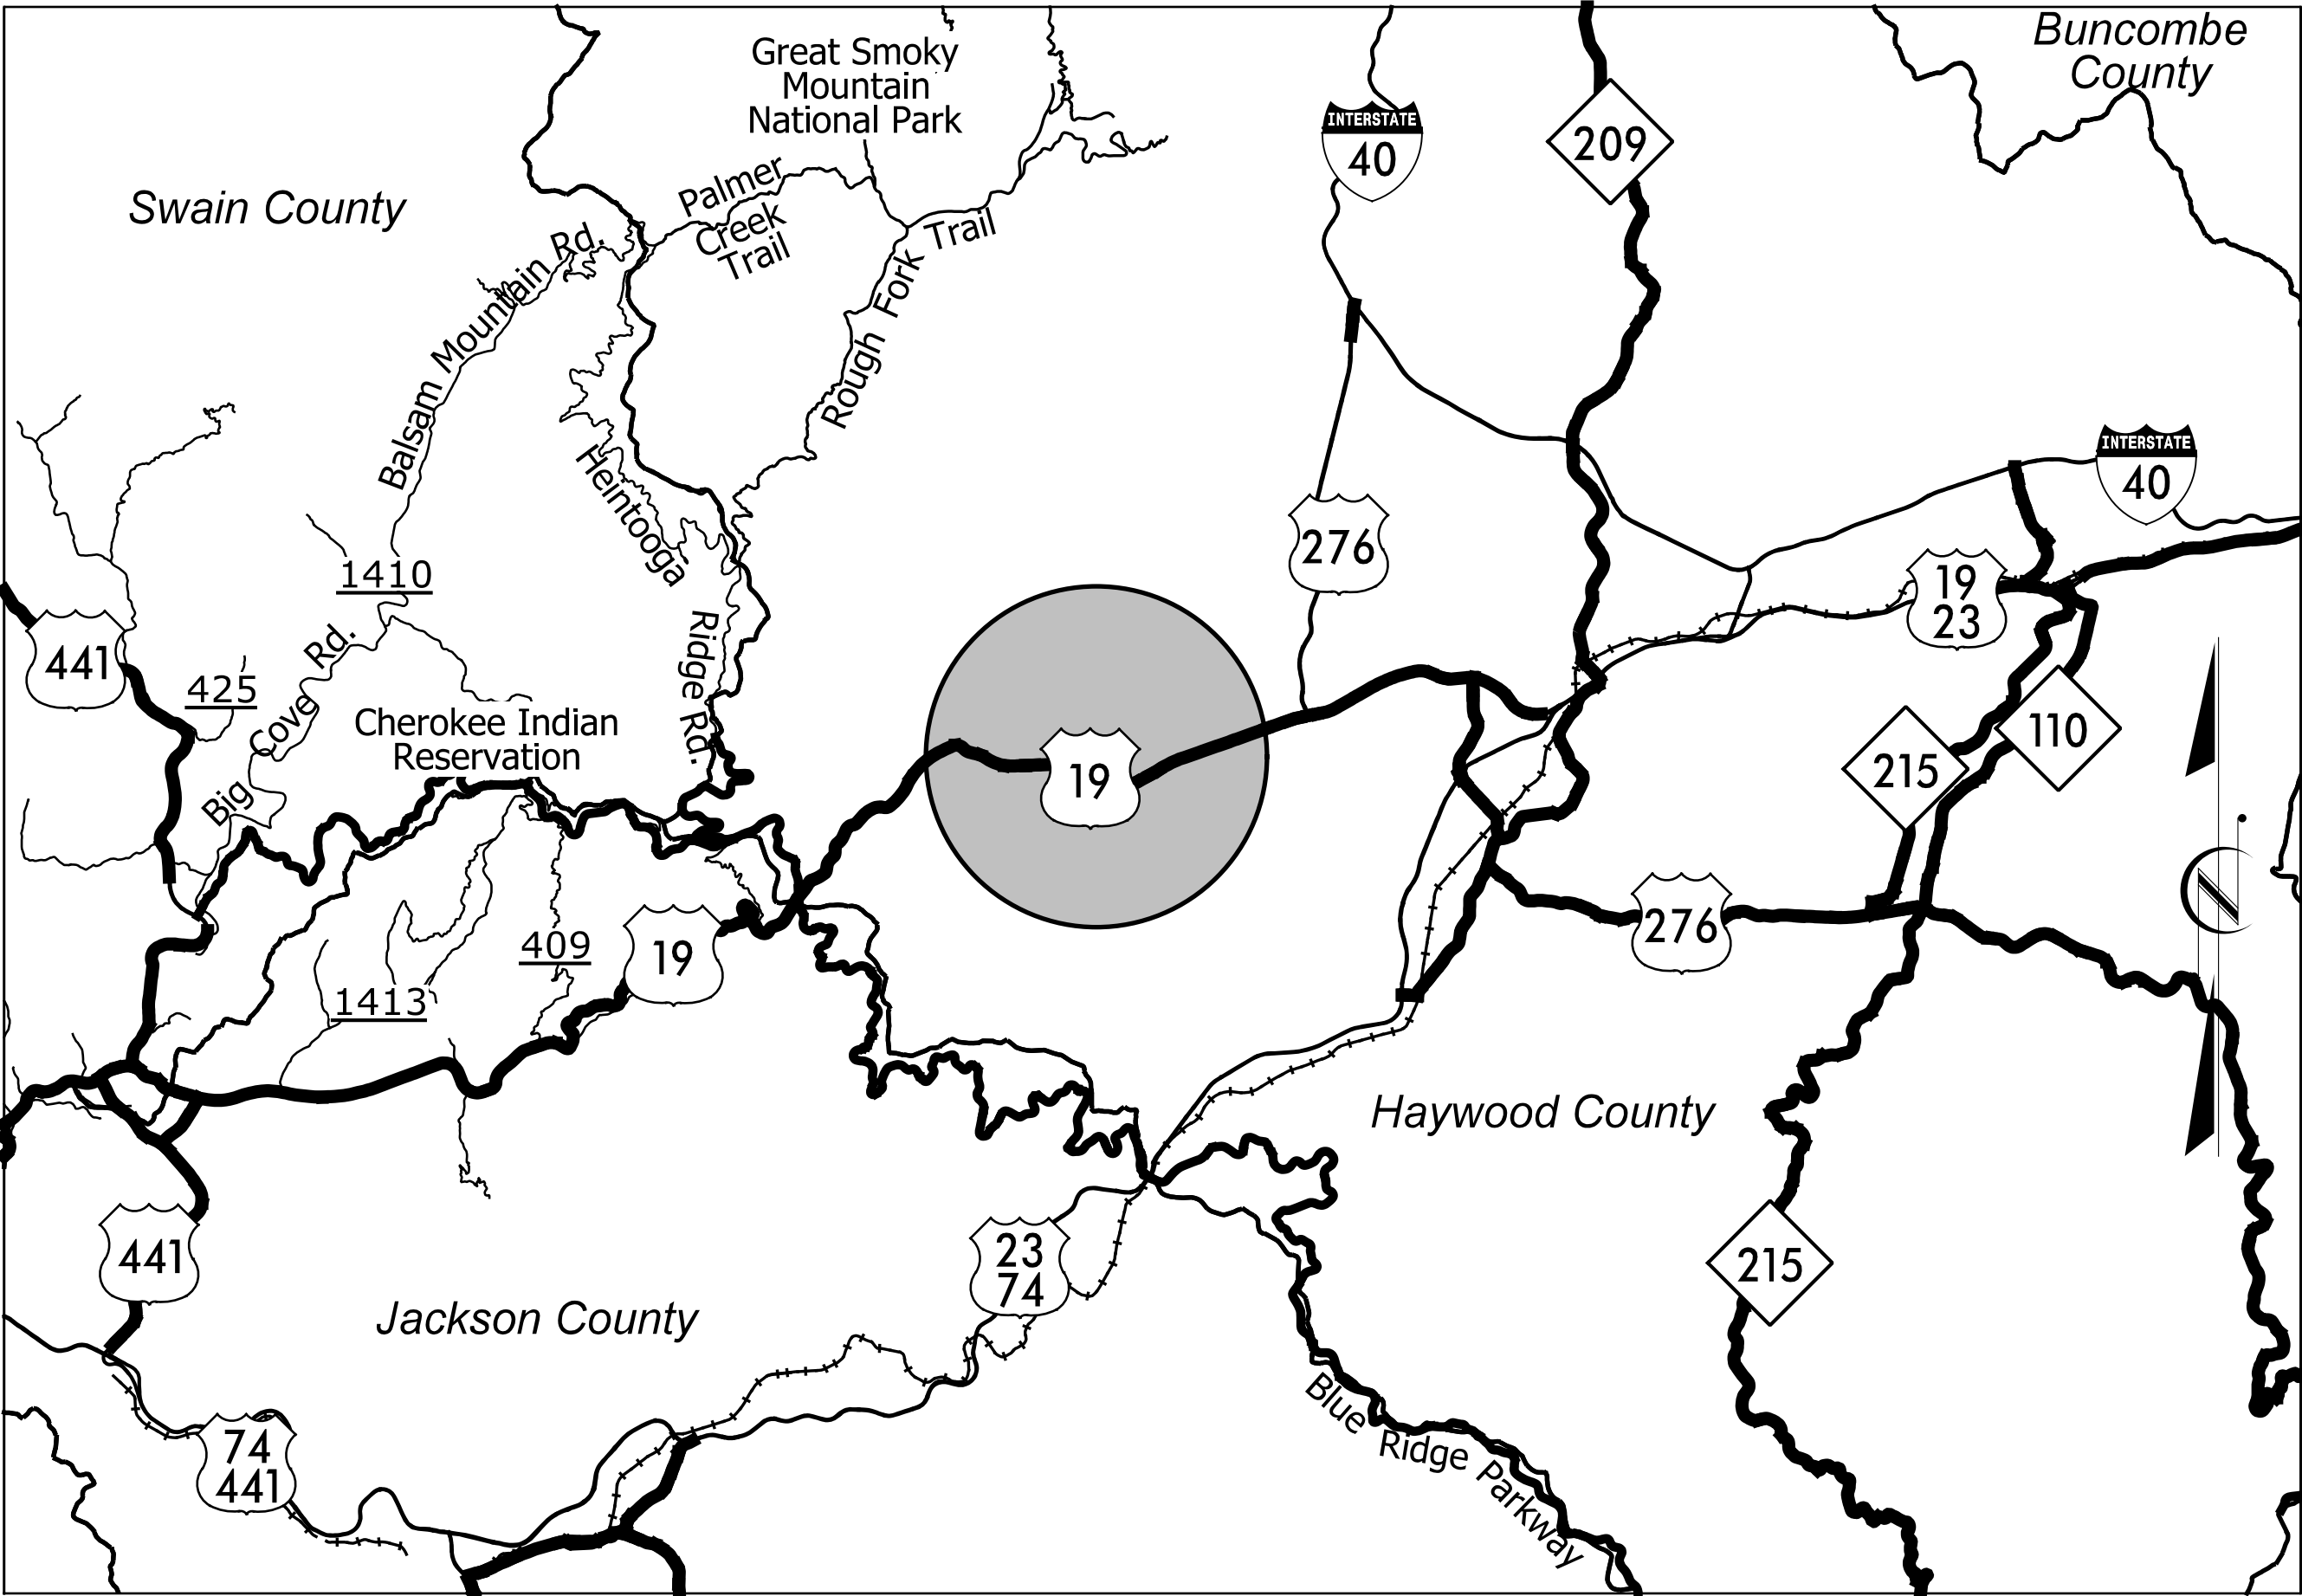 Buncombe
County
Great Smoky
Mountain
National Park
INTERSTATE
40
209
Swain County
Palmer
Creek
Trail
Rough Fork Trail
Balsam Mountain Rd.
Heintooga
Ridge Rd.
INTERSTATE
40
276
1410
19
23
441
425
Big Cove Rd.
Cherokee Indian
Reservation
19
215
110
N
276
409
19
1413
Haywood County
441
23
74
215
Jackson County
Blue Ridge Parkway
74
441